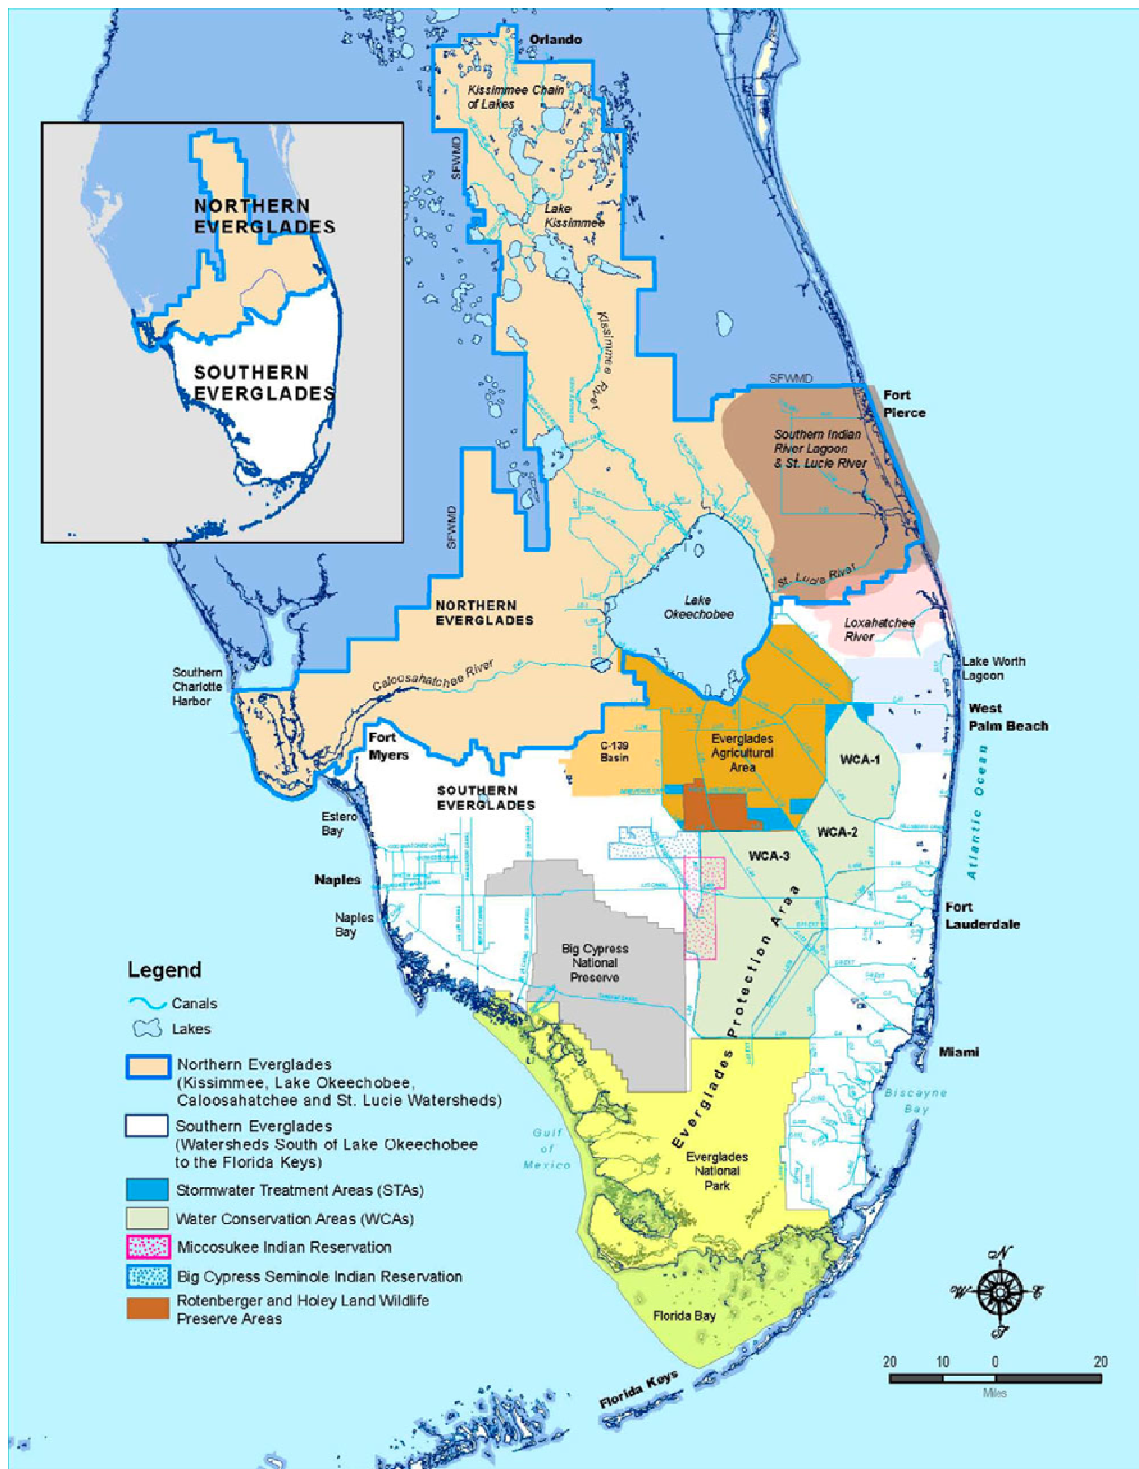 Orlando
Kissimmee Chain
of Lakes
SFWMD
NORTHERN
EVERGLADES
SOUTHERN
EVERGLADES
Lake
Kissimmee
Kissimmee River
SFWMD
Fort
Pierce
Southern Indian
River Lagoon
& St. Lucie River
SFWMD
St. Lucie River
Lake
Okeechobee
NORTHERN
EVERGLADES
Loxahatchee
River
Southern
Charlotte
Harbor
Caloosahatchee River
Lake Worth
Lagoon
West
Palm Beach
Fort
Myers
C-139
Basin
Everglades
Agricultural
Area
WCA-1
SOUTHERN
EVERGLADES
Atlantic Ocean
Estero
Bay
WCA-2
WCA-3
Naples
Naples
Bay
Fort
Lauderdale
Big Cypress
National
Preserve
Everglades Protection Area
Miami
Biscayne
Bay
Gulf
of
Mexico
Everglades
National
Park
Florida Bay
Florida Keys
Legend
Canals
Lakes
Northern Everglades
(Kissimmee, Lake Okeechobee,
Caloosahatchee and St. Lucie Watersheds)
Southern Everglades
(Watersheds South of Lake Okeechobee
to the Florida Keys)
Stormwater Treatment Areas (STAs)
Water Conservation Areas (WCAs)
Miccosukee Indian Reservation
Big Cypress Seminole Indian Reservation
Rotenberger and Holey Land Wildlife
Preserve Areas
N
W E
S
20 10 0 20
Miles